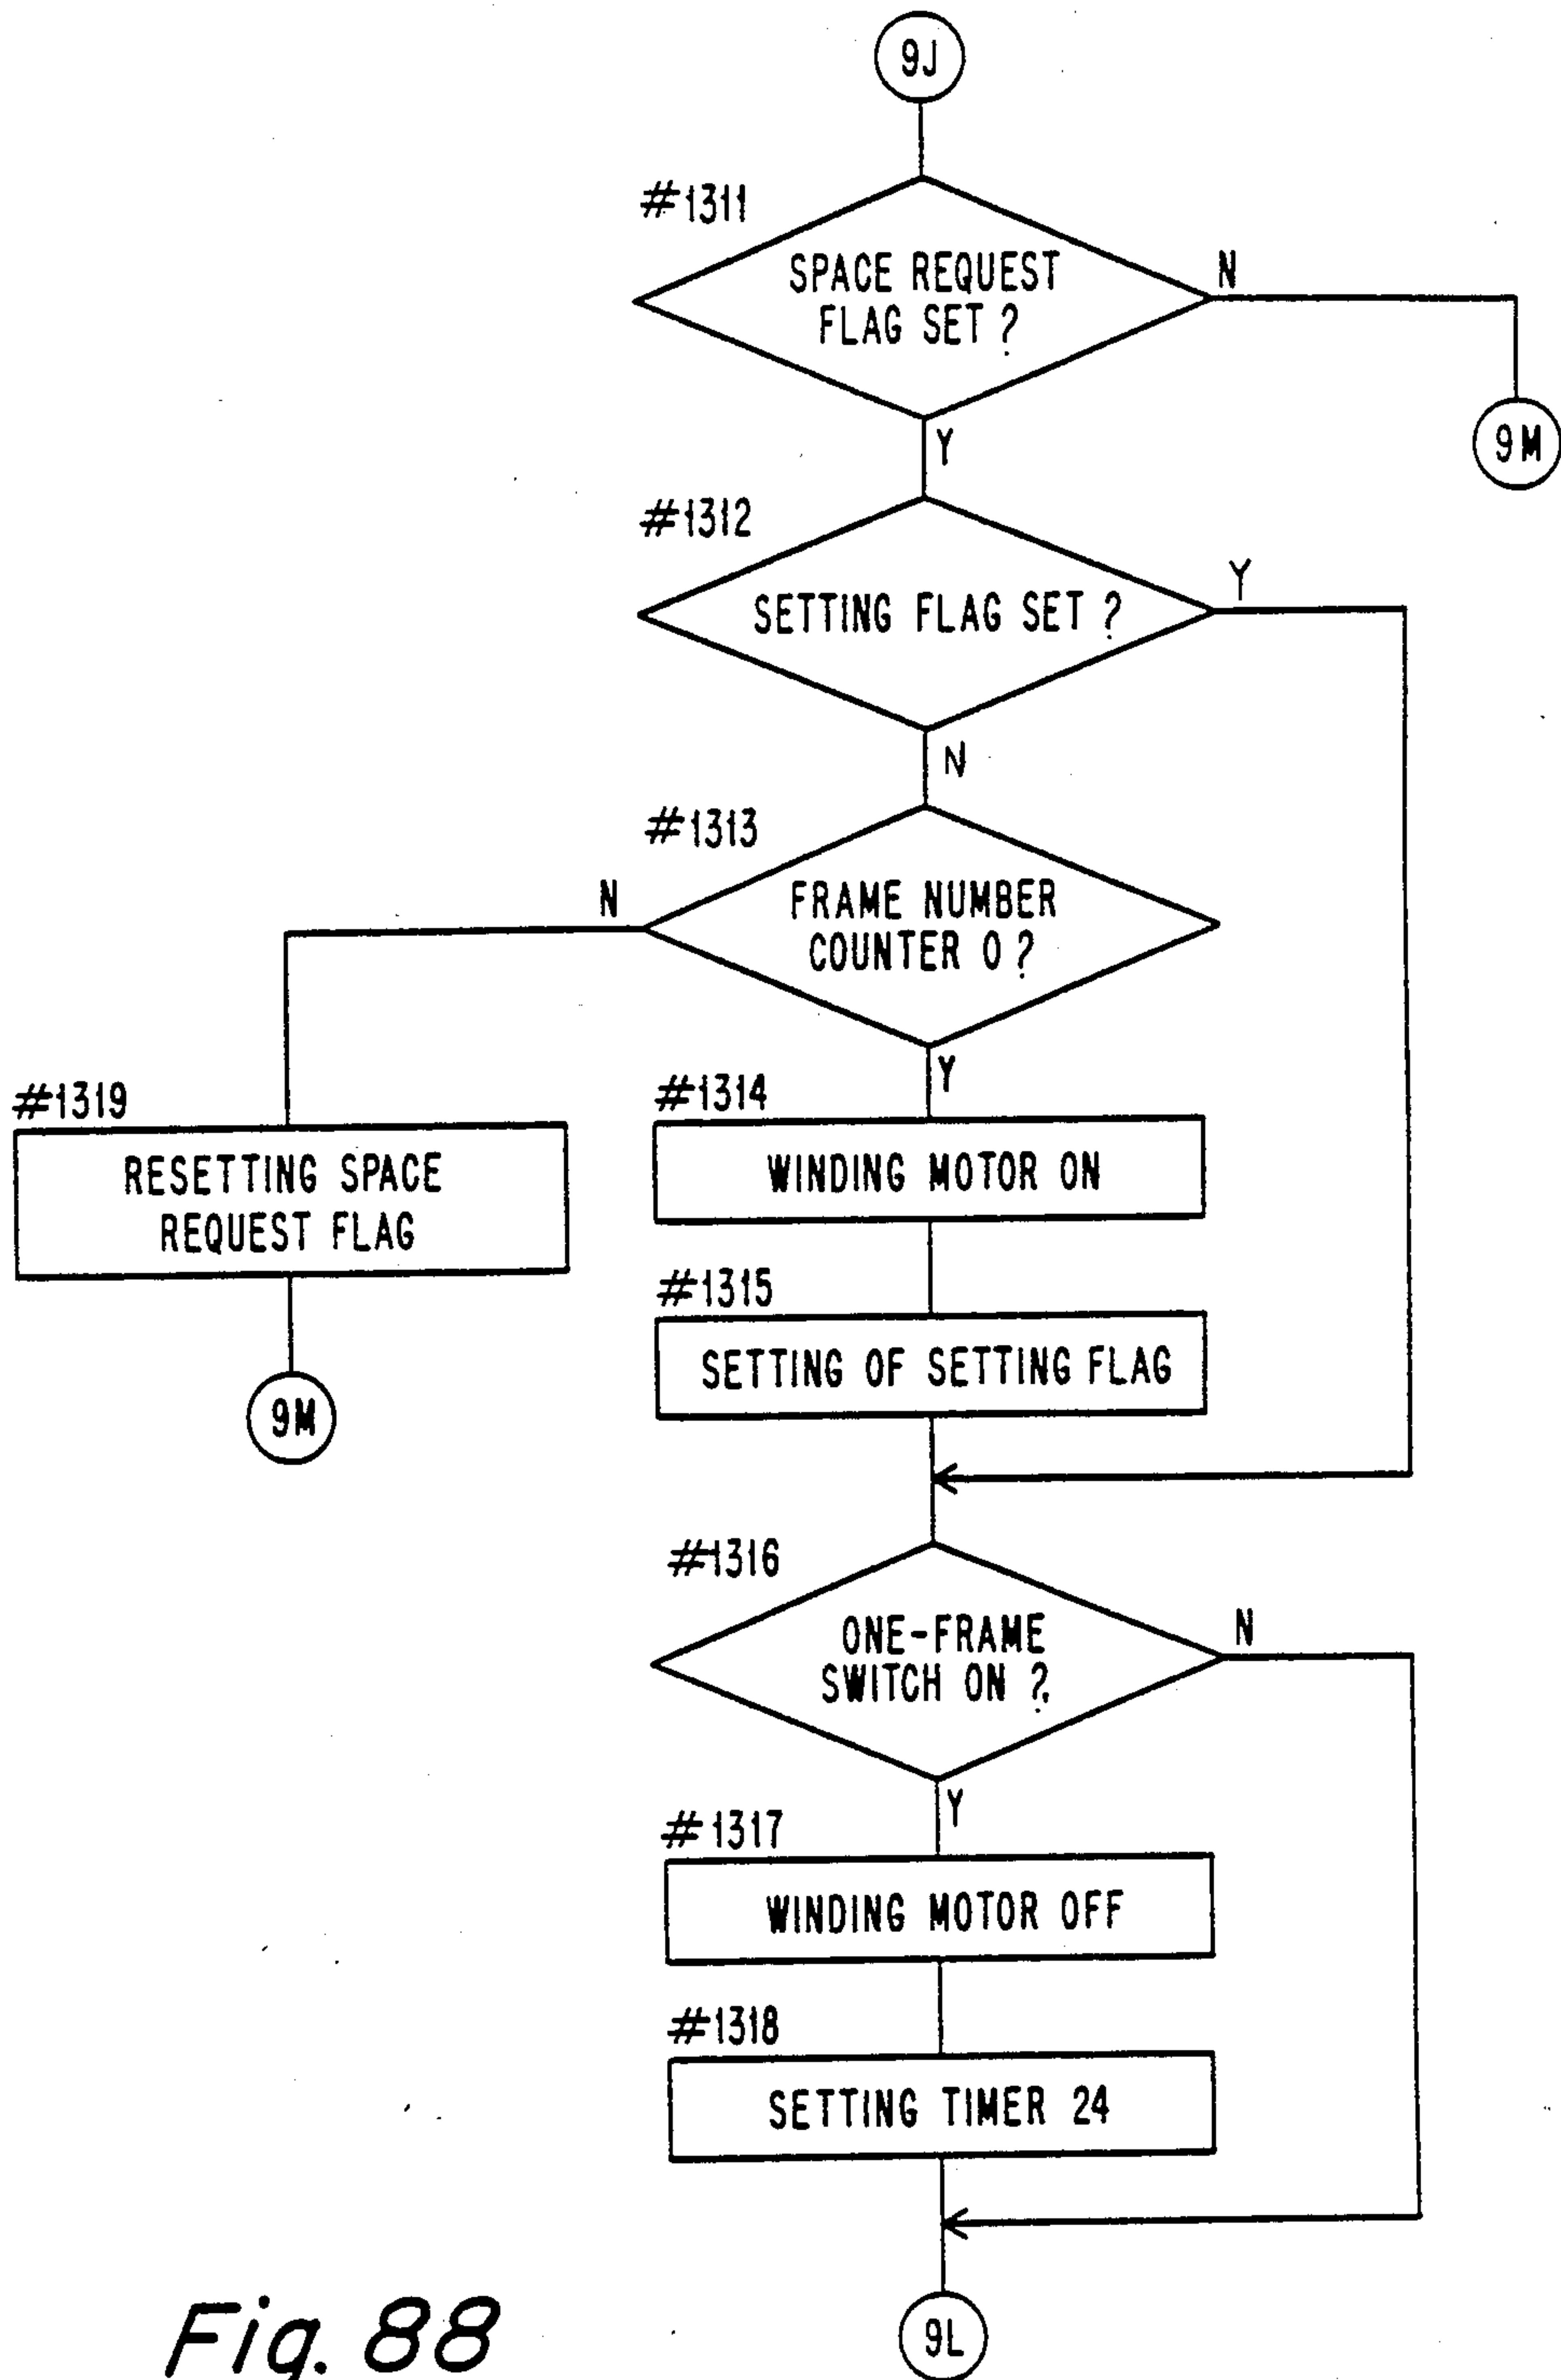 9J
#1311
SPACE REQUEST
FLAG SET ?
N
Y
9M
#1312
SETTING FLAG SET ?
Y
N
#1313
FRAME NUMBER
COUNTER 0 ?
N
Y
#1319
RESETTING SPACE
REQUEST FLAG
9M
#1314
WINDING MOTOR ON
#1315
SETTING OF SETTING FLAG
#1316
ONE-FRAME
SWITCH ON ?
N
Y
#1317
WINDING MOTOR OFF
#1318
SETTING TIMER 24
9L
Fig. 88